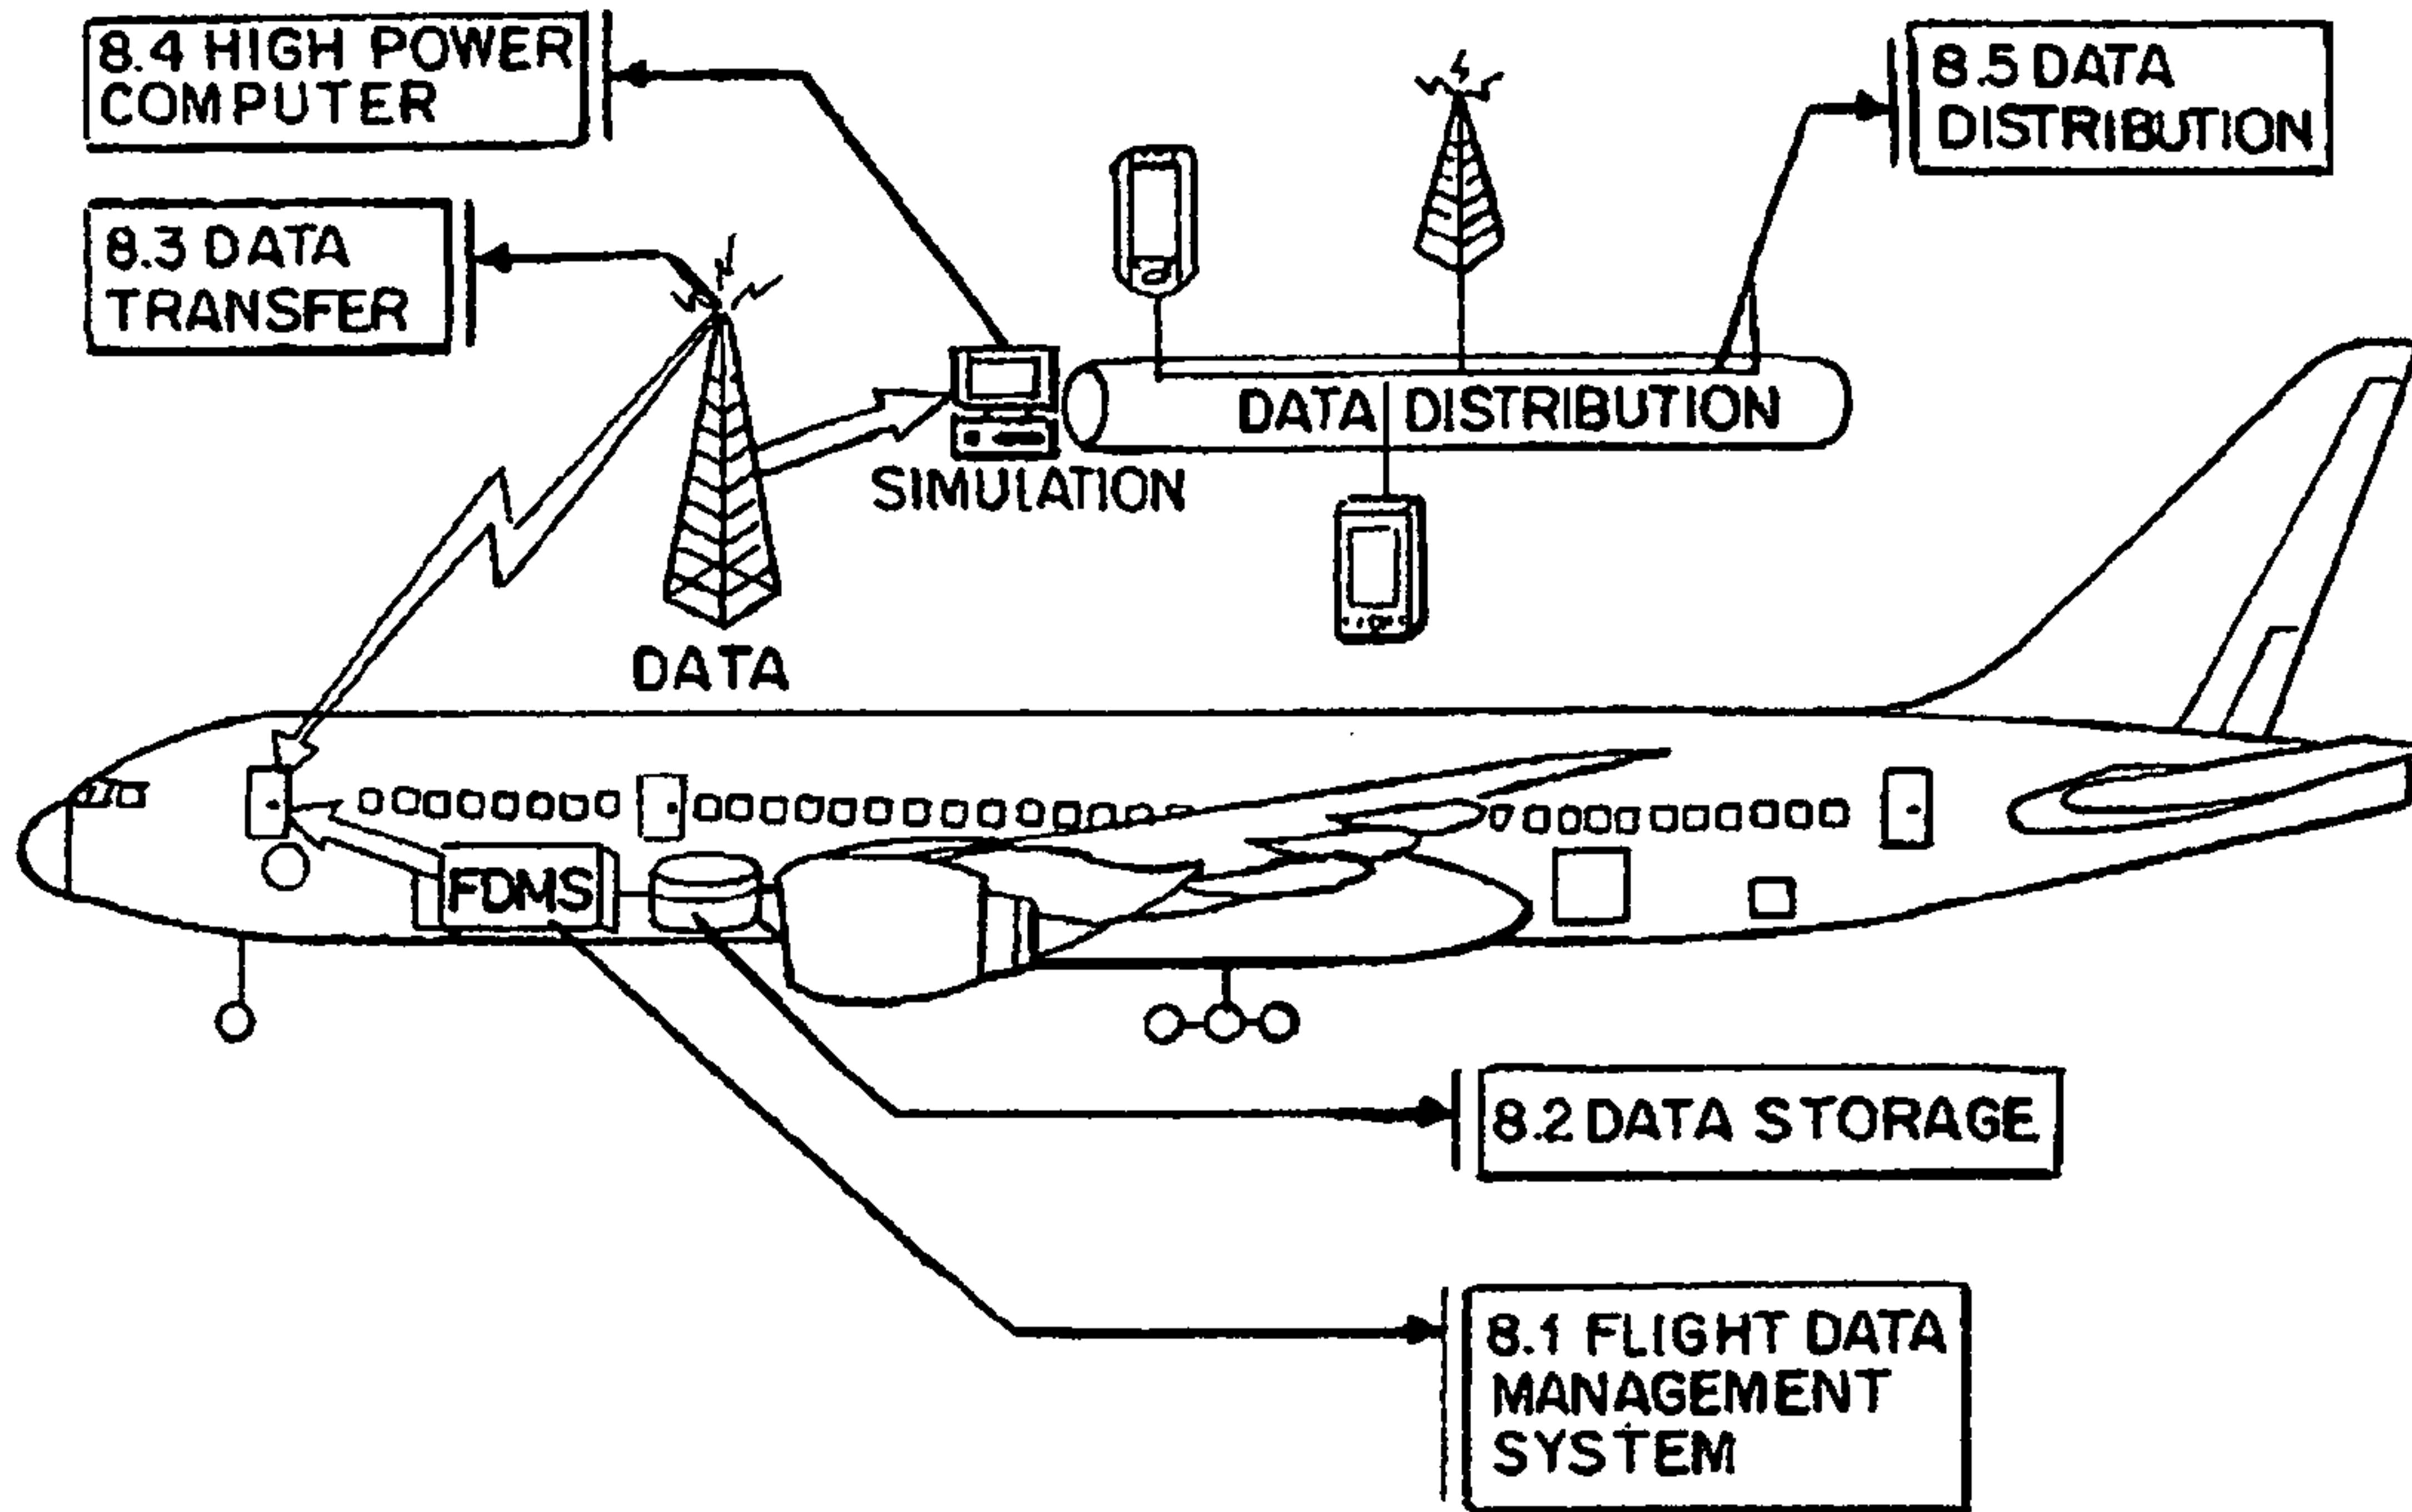 8.4 HIGH POWER
COMPUTER
8.5 DATA
DISTRIBUTION
8.3 DATA
TRANSFER
DATA DISTRIBUTION
SIMULATION
DATA
FDMS
8.2 DATA STORAGE
8.1 FLIGHT DATA
MANAGEMENT
SYSTEM